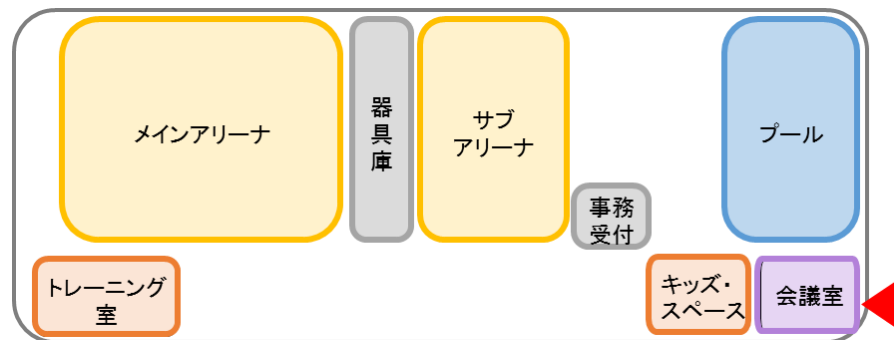 メインアリーナ
器具庫
サブ
アリーナ
プール
事務
受付
トレーニング
室
キッズ・
スペース
会議室